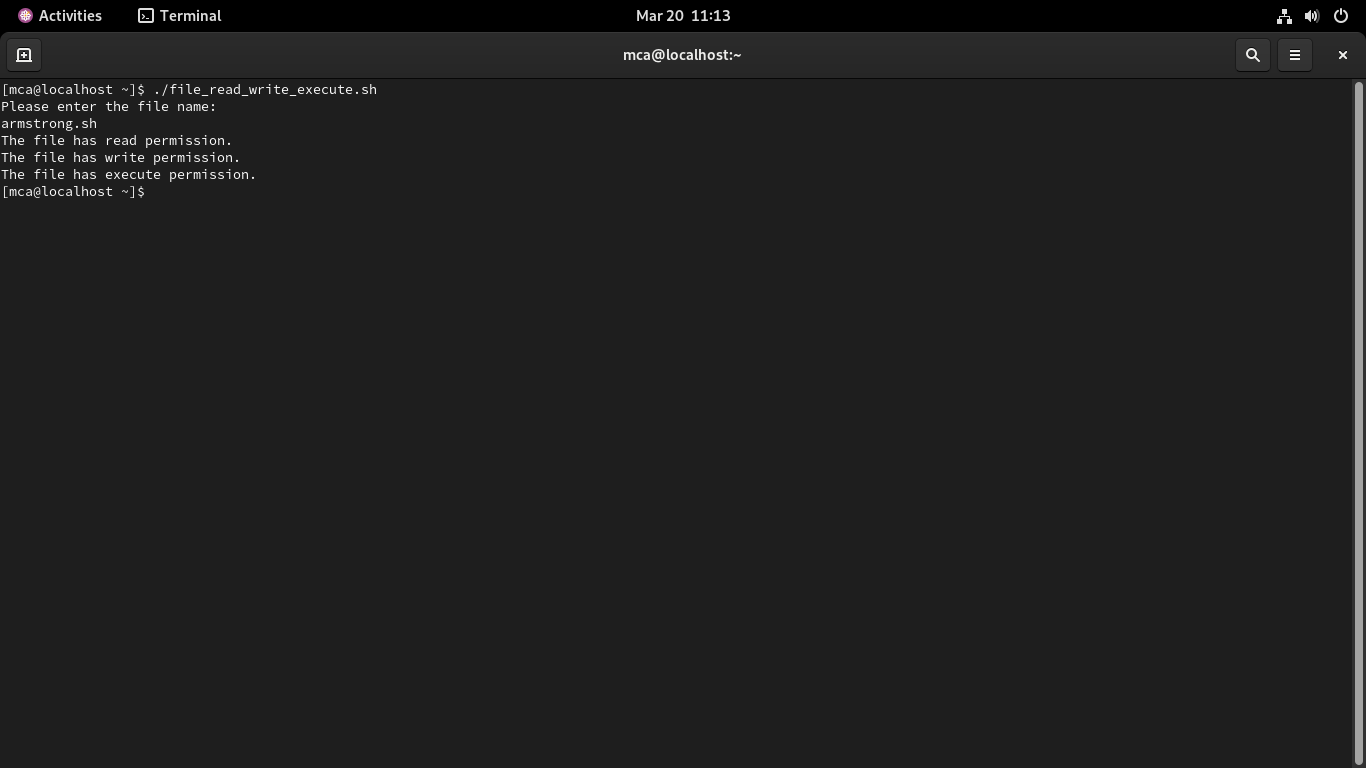 Activities Terminal Mar 20 11:13
mca@localhost:~
[mca@localhost ~]$ ./file_read_write_execute.sh
Please enter the file name:
armstrong.sh
The file has read permission.
The file has write permission.
The file has execute permission.
[mca@localhost ~]$